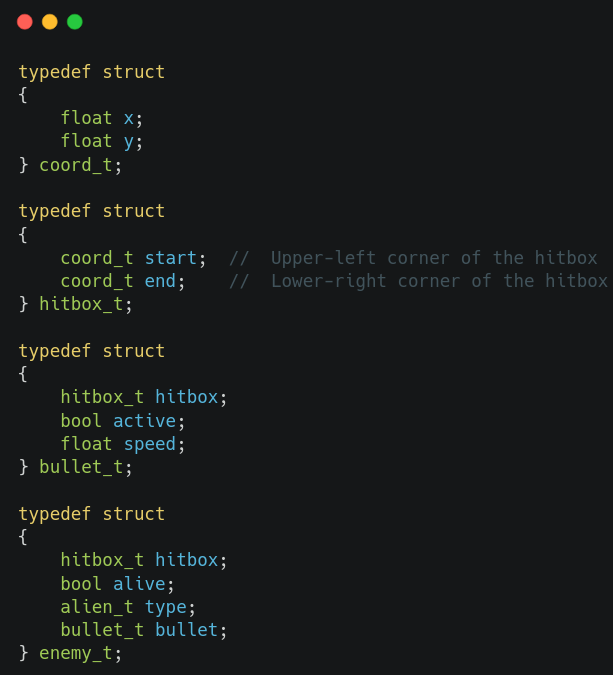 typedef struct
{
    float x;
    float y;
} coord_t;

typedef struct
{
    coord_t start;  //  Upper-left corner of the hitbox
    coord_t end;    //  Lower-right corner of the hitbox
} hitbox_t;

typedef struct
{
    hitbox_t hitbox;
    bool active;
    float speed;
} bullet_t;

typedef struct
{
    hitbox_t hitbox;
    bool alive;
    alien_t type;
    bullet_t bullet;
} enemy_t;